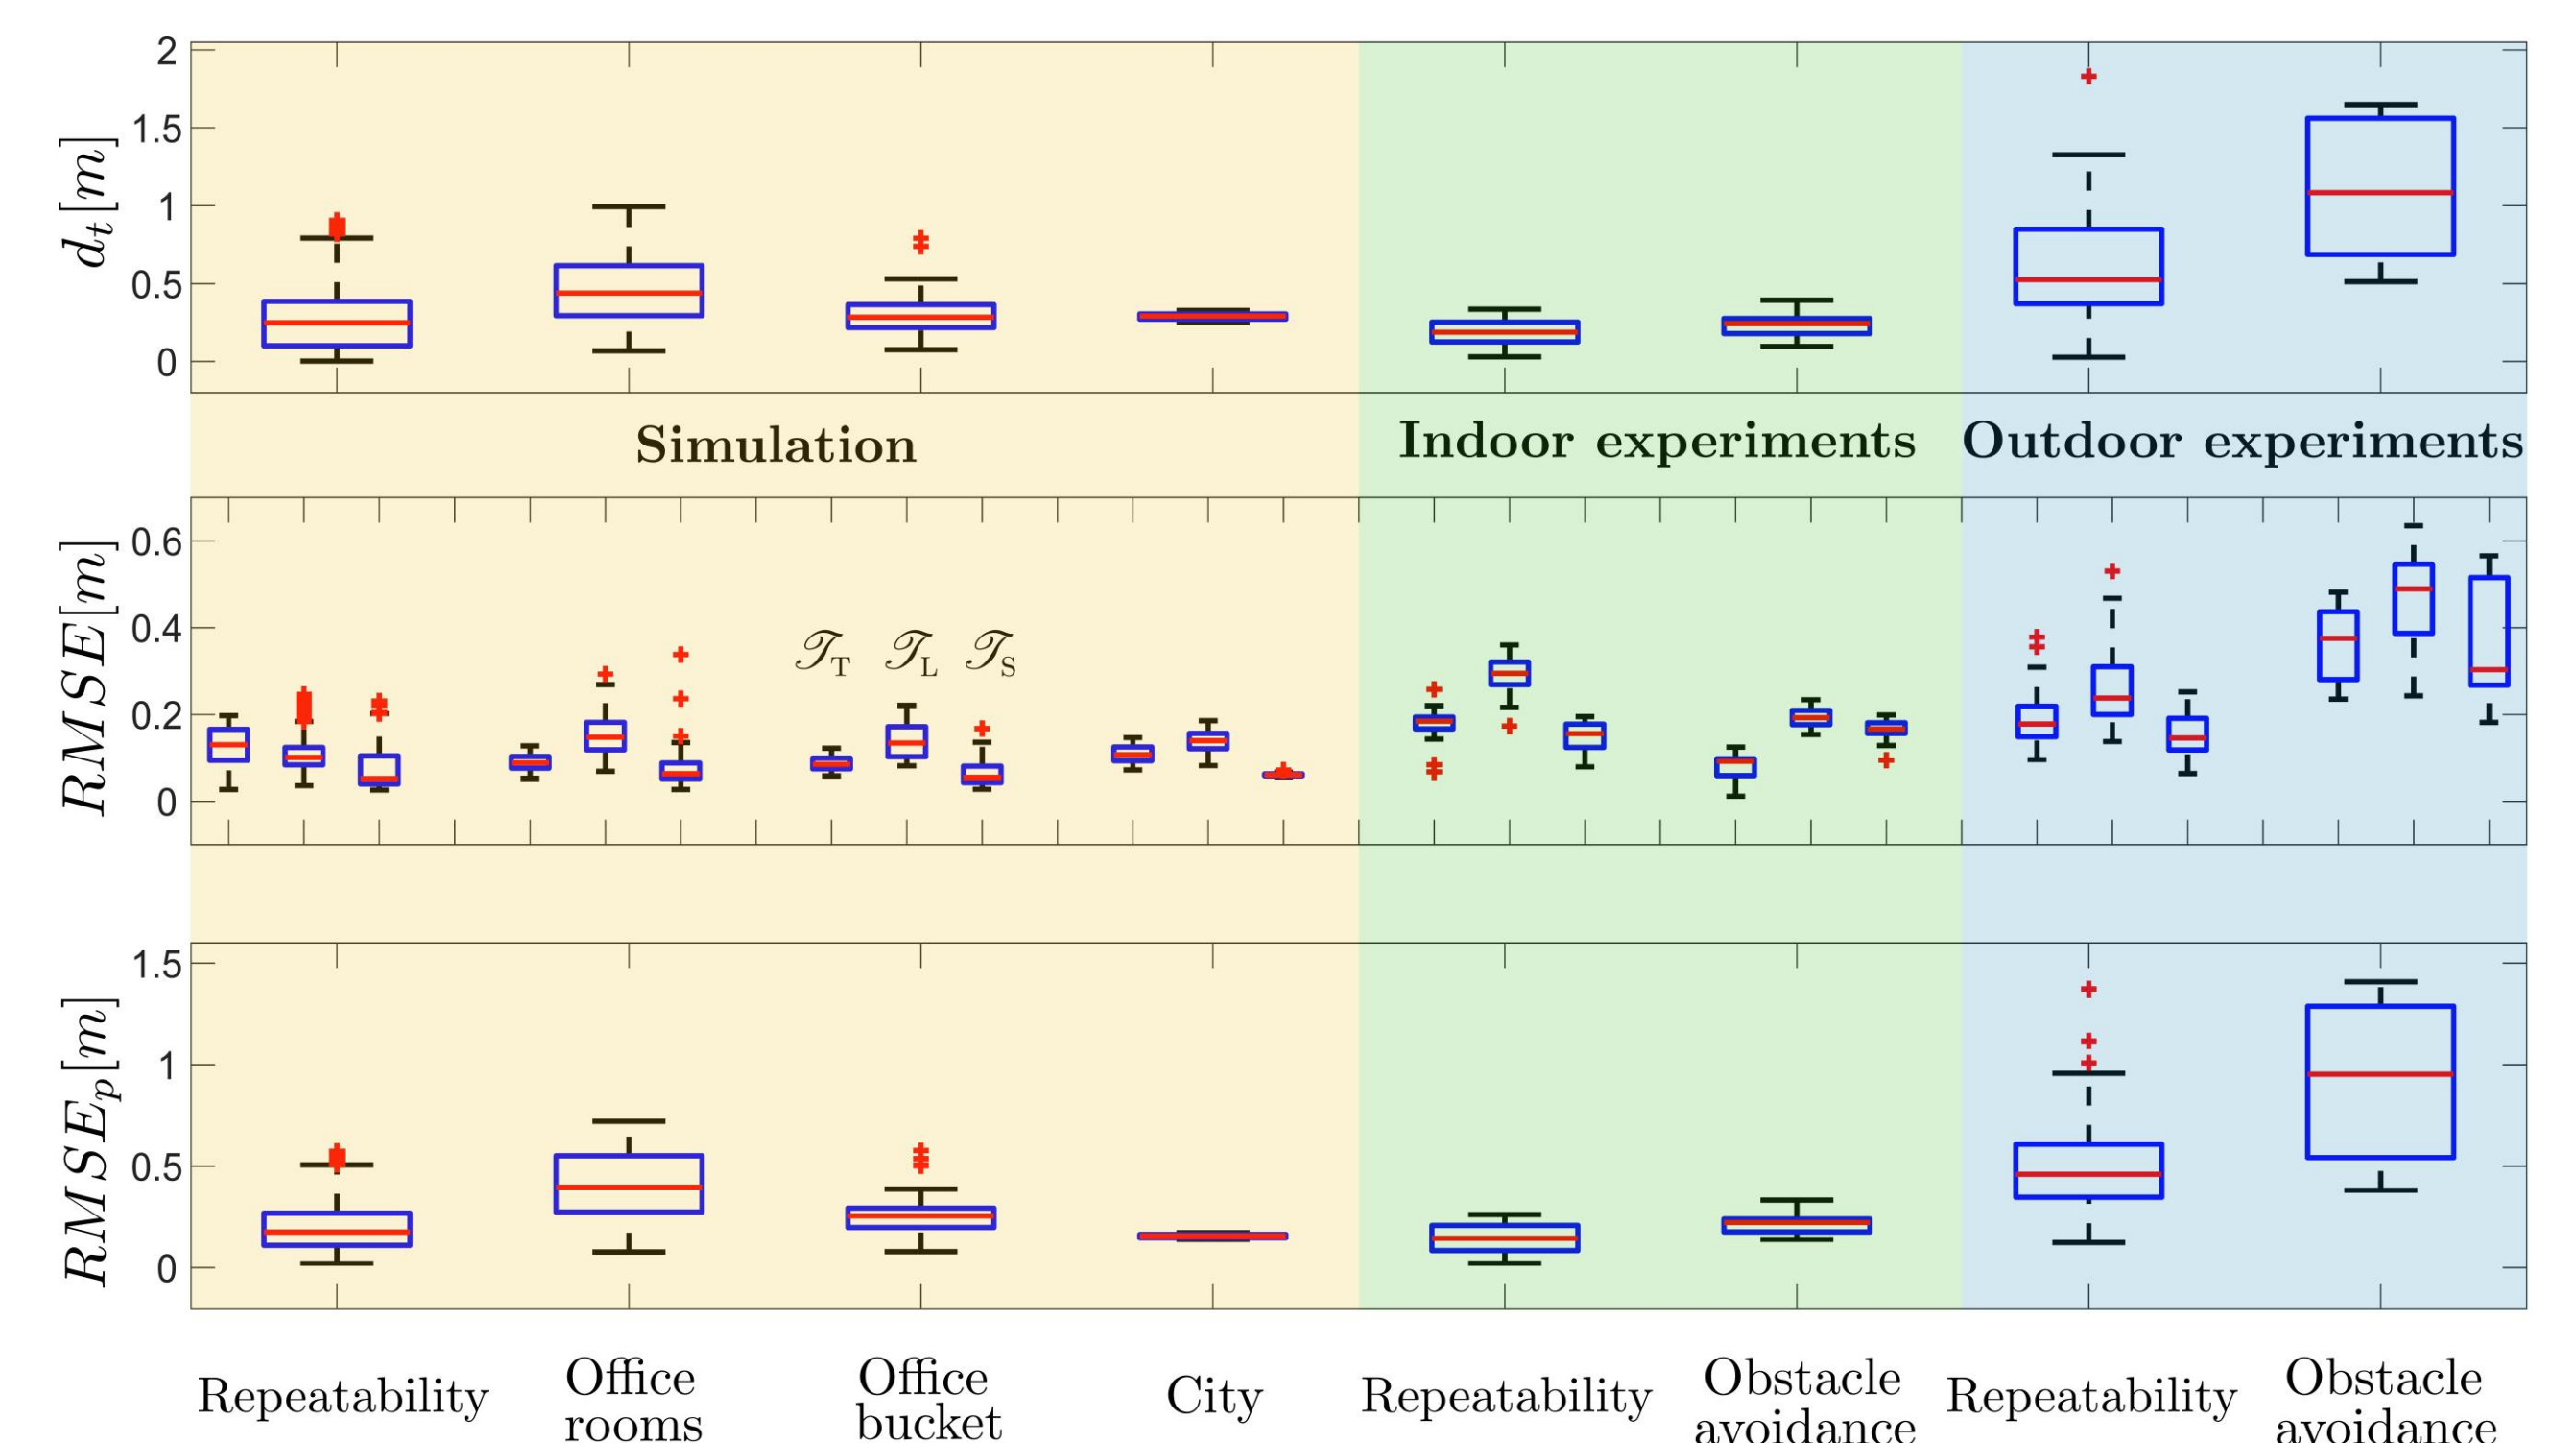 2
1.5
1
0.5
0
d_t[m]
Simulation
Indoor experiments
Outdoor experiments
0.6
0.4
0.2
0
RMSE[m]
𝒯_T 𝒯_L 𝒯_S
1.5
1
0.5
0
RMSE_p[m]
Repeatability
Office
rooms
Office
bucket
City
Repeatability
Obstacle
avoidance
Repeatability
Obstacle
avoidance